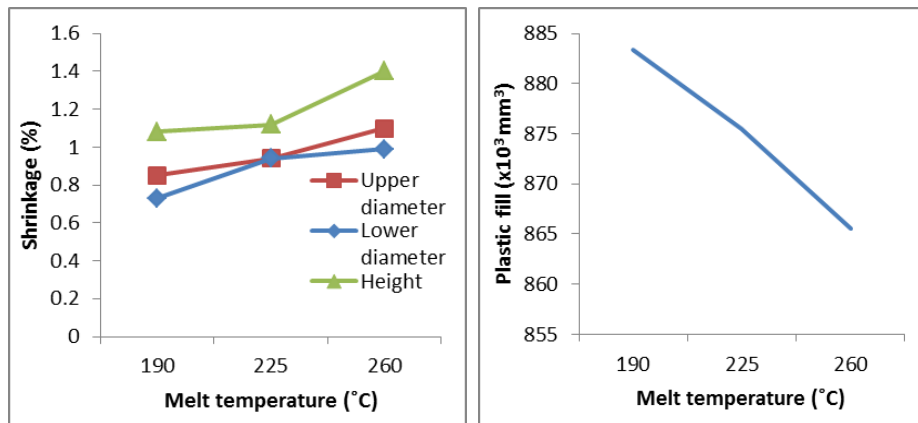 1.6
1.4
1.2
1
0.8
0.6
0.4
0.2
0
Shrinkage (%)
190 225 260
Melt temperature (˚C)
Upper
diameter
Lower
diameter
Height
885
880
875
870
865
860
855
Plastic fill (x10³ mm³)
190 225 260
Melt temperature (˚C)